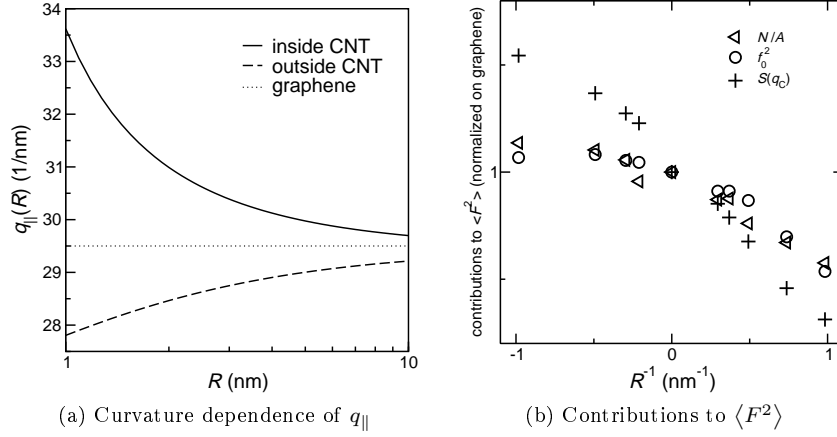 34
33
32
31
30
29
28
q∥(R) (1/nm)
inside CNT
outside CNT
graphene
1
10
R (nm)
(a) Curvature dependence of q∥
contributions to <F²> (normalized on graphene)
1
N/A
f₀²
S(q_C)
-1
0
1
R⁻¹ (nm⁻¹)
(b) Contributions to ⟨F²⟩